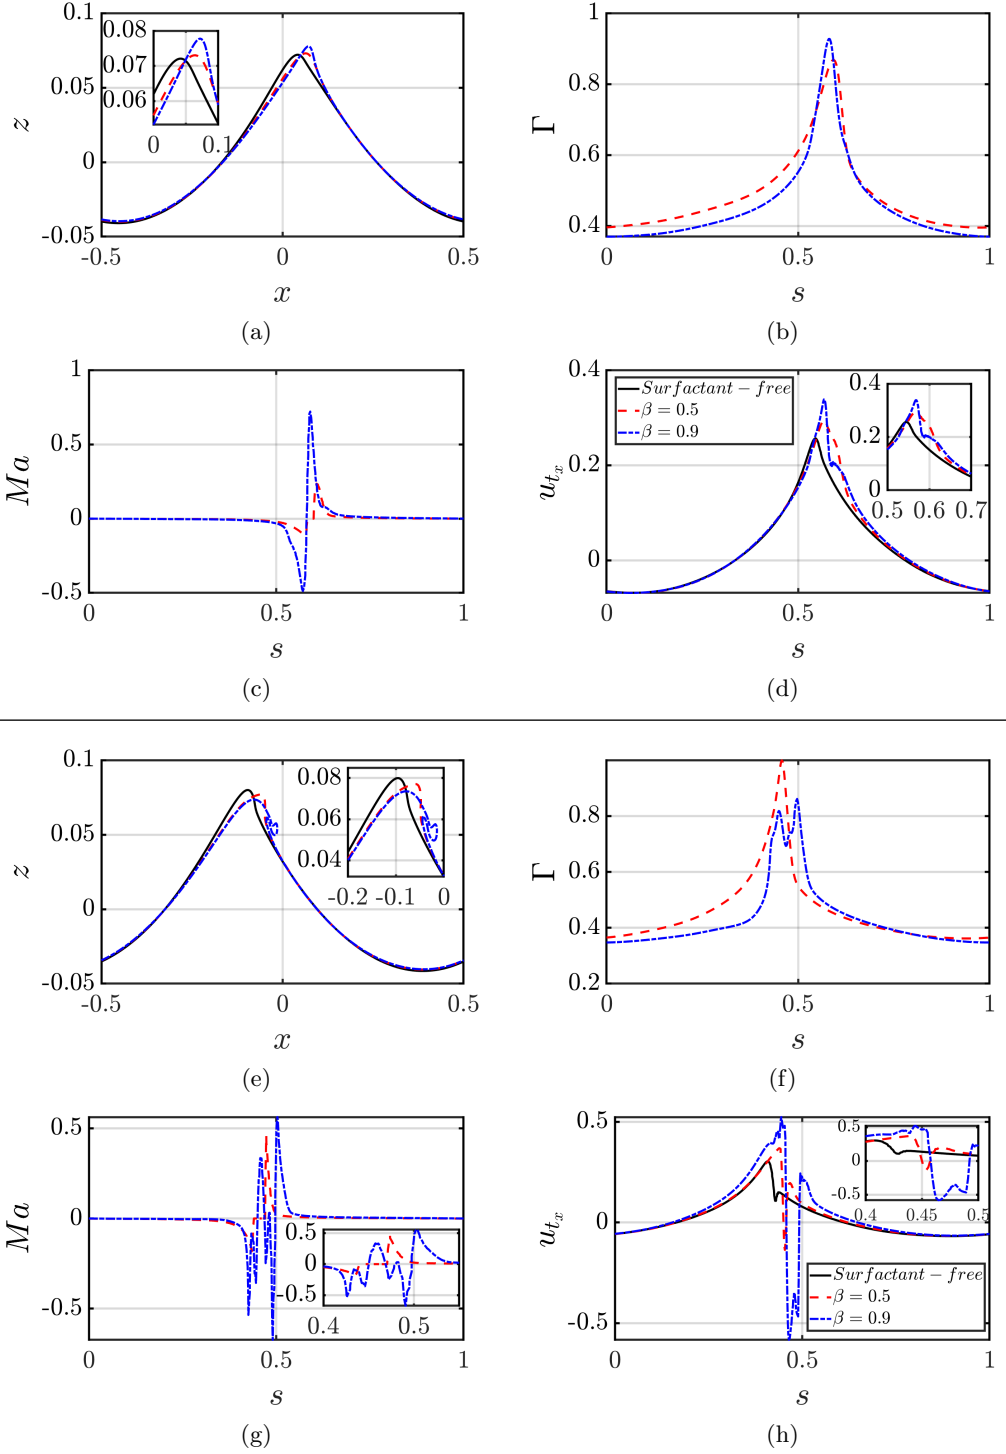 0.1
0.05
0
-0.05
-0.5
0
0.5
z
x
0.08
0.07
0.06
0
0.1
(a)
1
0.8
0.6
0.4
0
0.5
1
Γ
s
(b)
1
0.5
0
-0.5
0
0.5
1
Ma
s
(c)
0.4
0.2
0
0
0.5
1
u_{t_x}
s
Surfactant − free
β = 0.5
β = 0.9
0.4
0.2
0
0.5 0.6 0.7
(d)
0.1
0.05
0
-0.05
-0.5
0
0.5
z
x
0.08
0.06
0.04
-0.2 -0.1 0
(e)
0.8
0.6
0.4
0.2
0
0.5
1
Γ
s
(f)
0.5
0
-0.5
0
0.5
1
Ma
s
0.5
0
-0.5
0.4
0.5
(g)
0.5
0
-0.5
0
0.5
1
u_{t_x}
s
0.5
0
-0.5
0.4 0.45 0.5
Surfactant − free
β = 0.5
β = 0.9
(h)